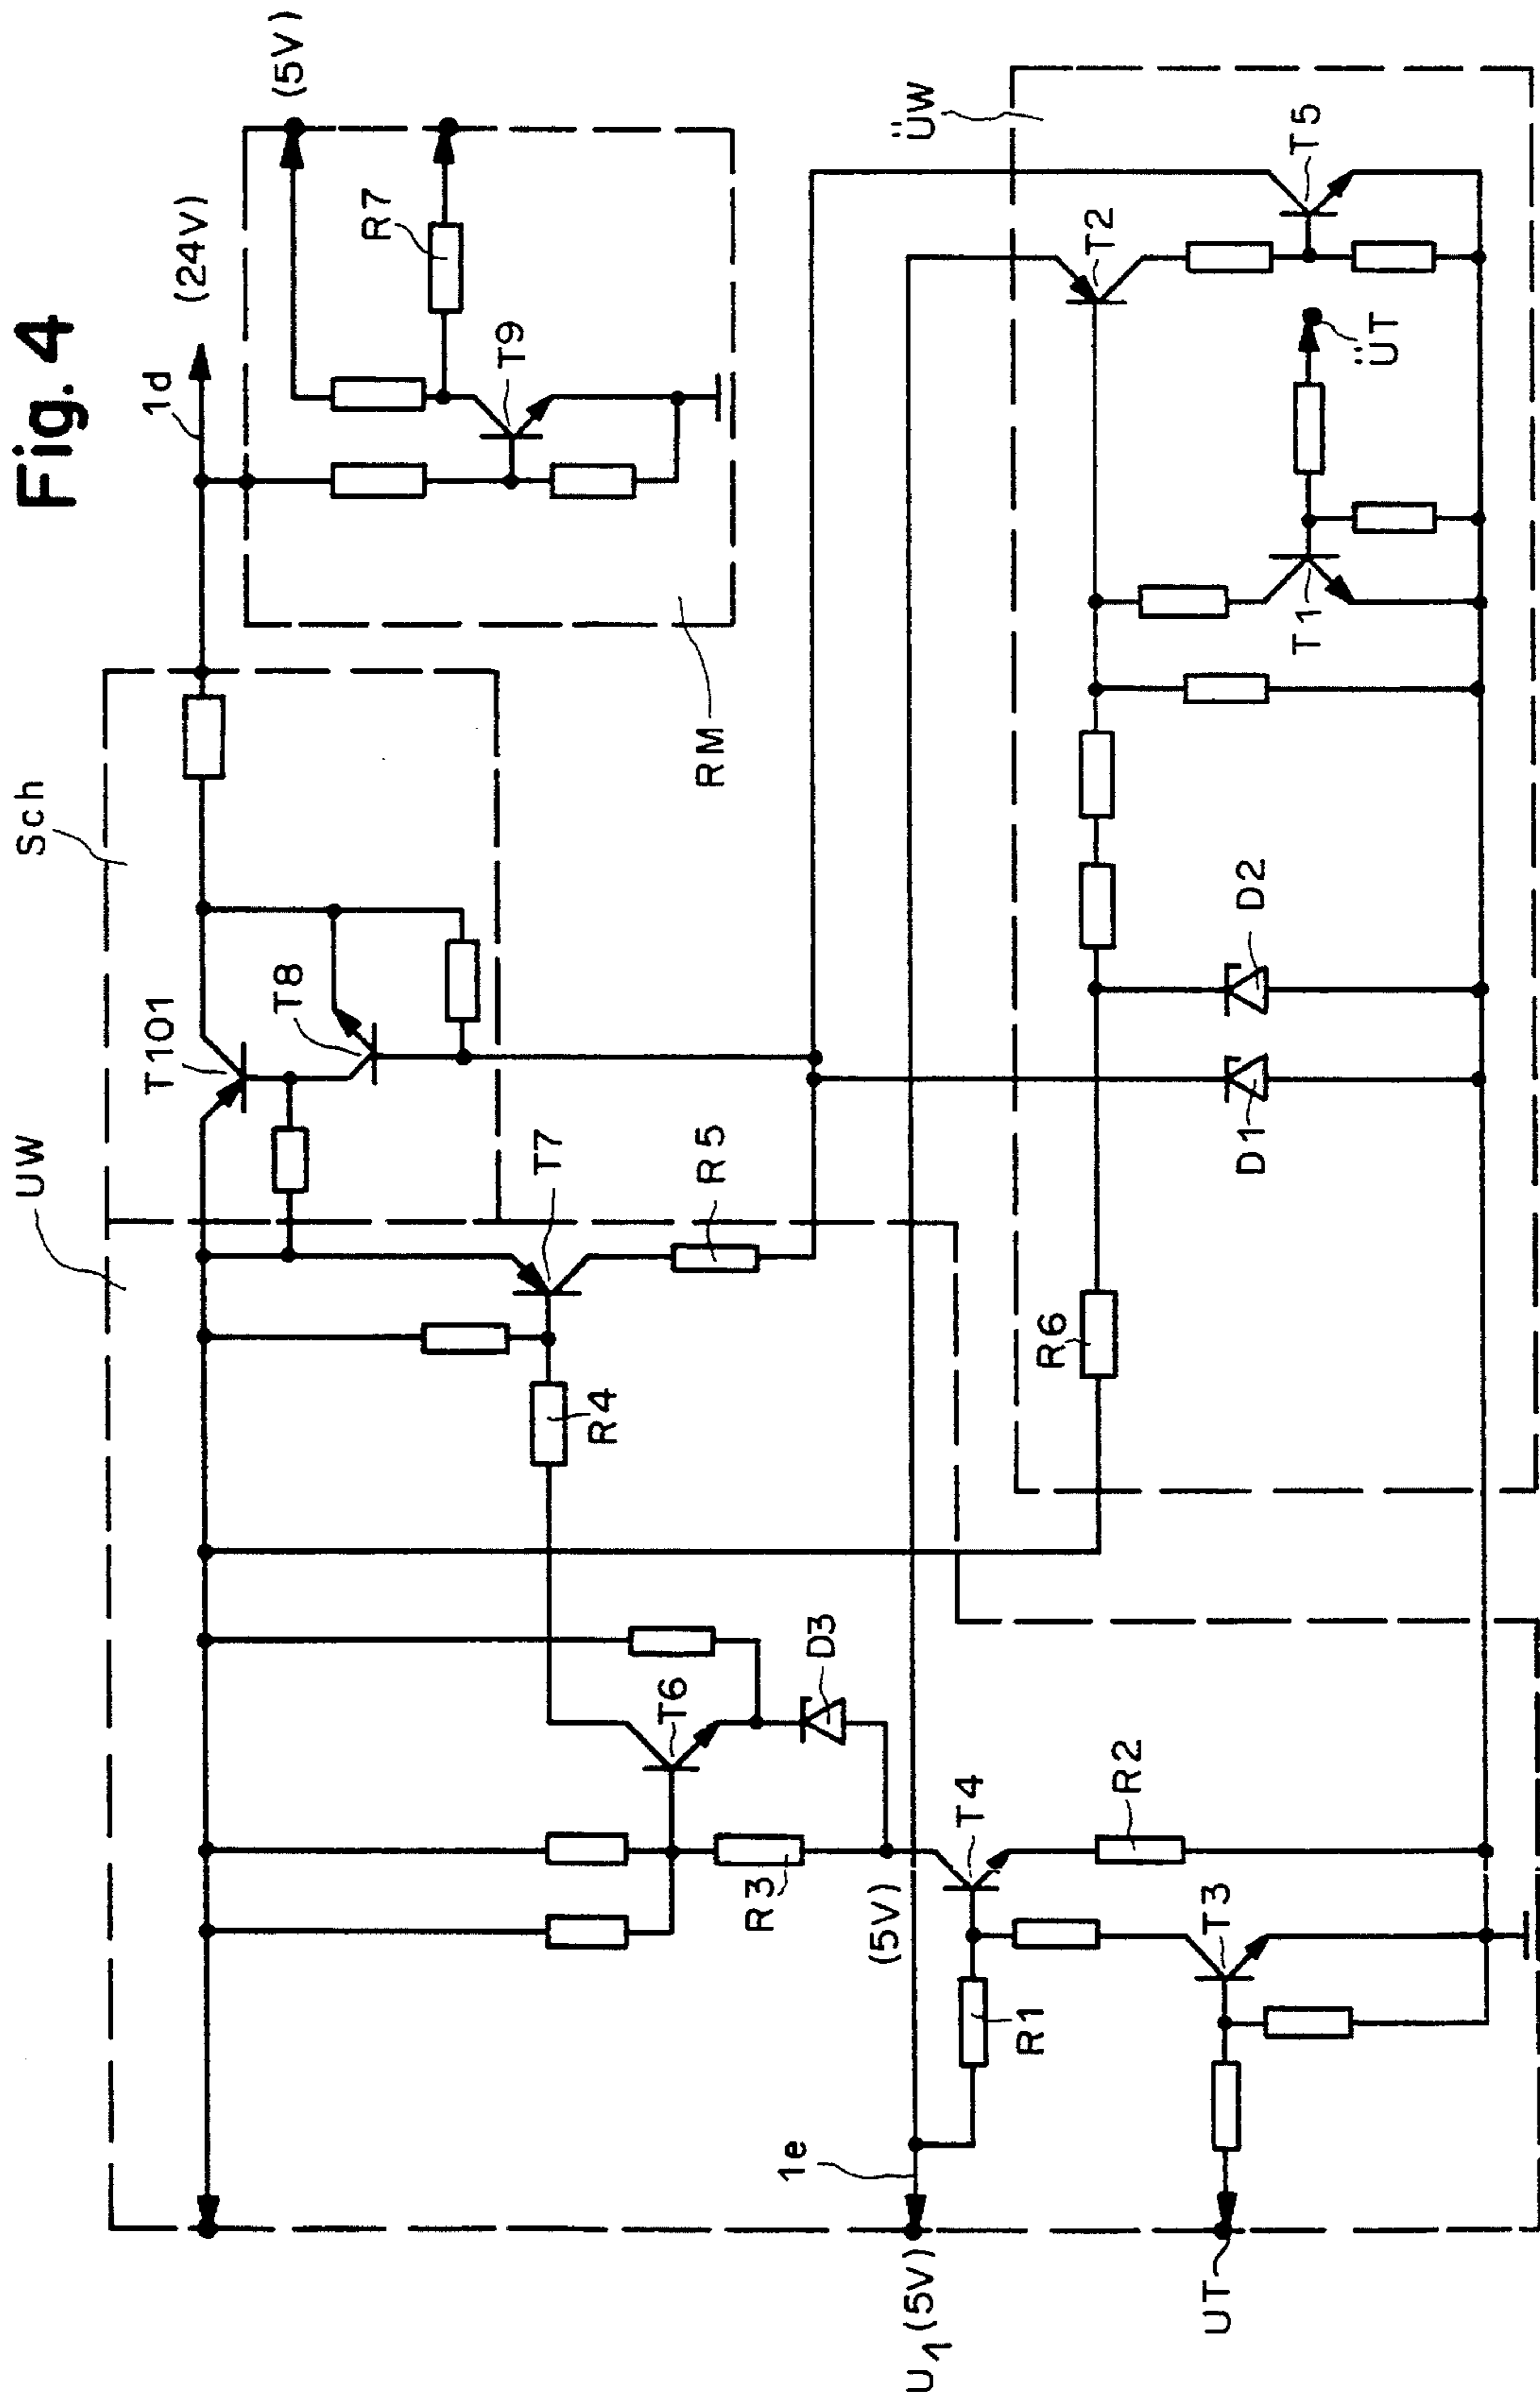 Fig. 4
UW
Sch
1d
(24V)
(5V)
T101
T8
R7
T9
RM
T7
R5
R4
T6
D3
R3
(5V)
ÜW
1e
U1 (5V)
R1
T4
R2
T3
UT
R6
D1
D2
T1
ÜT
T2
T5